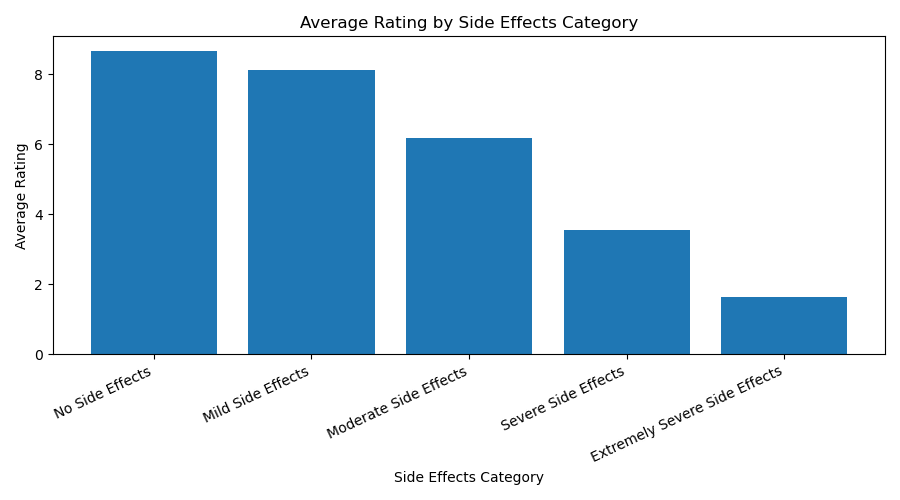 Average Rating by Side Effects Category
Average Rating
8
6
4
2
0
No Side Effects
Mild Side Effects
Moderate Side Effects
Severe Side Effects
Extremely Severe Side Effects
Side Effects Category